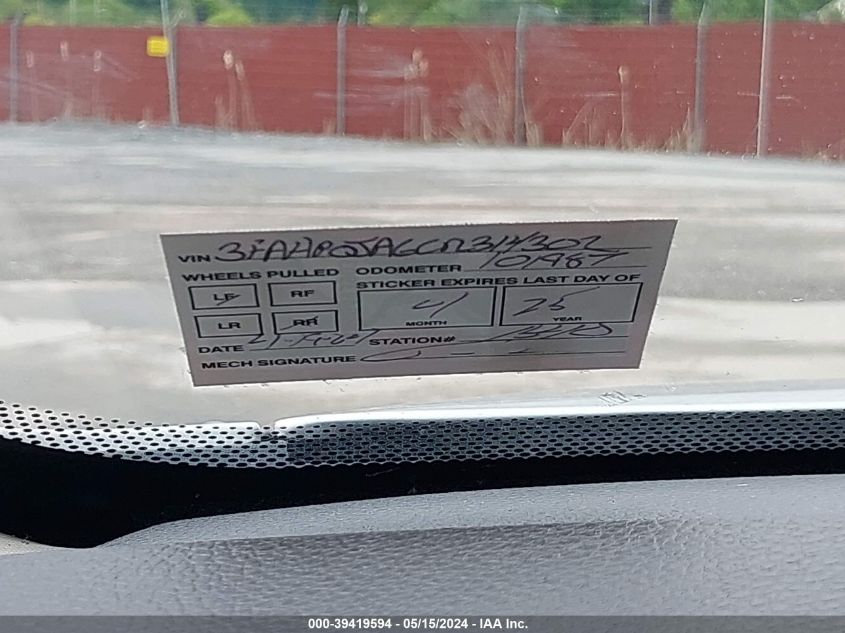 VIN 3FAHP0JA6CR314302
WHEELS PULLED ODOMETER 101987
STICKER EXPIRES LAST DAY OF
LF RF 4 25
MONTH YEAR
LR RR
DATE STATION#
MECH SIGNATURE
000-39419594 - 05/15/2024 - IAA Inc.